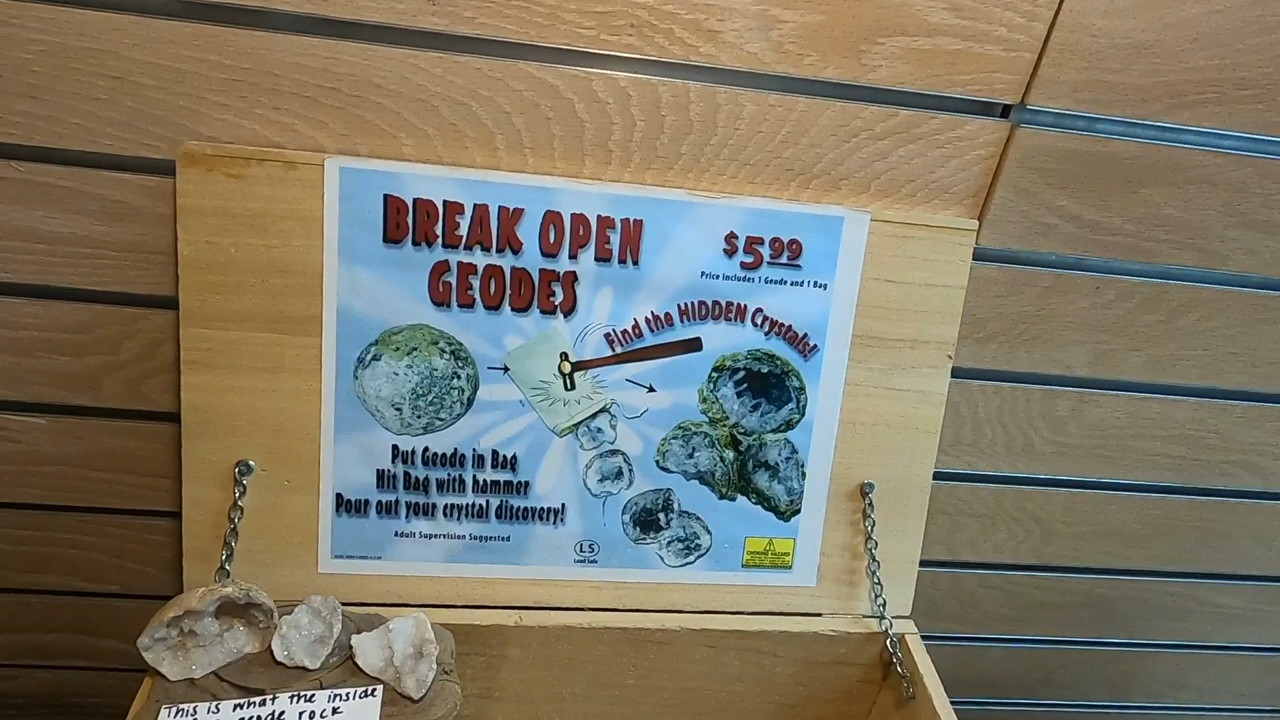 BREAK OPEN
GEODES
$5.99
Price includes 1 Geode and 1 Bag
Find the HIDDEN Crystals!
Put Geode in Bag
Hit Bag with hammer
Pour out your crystal discovery!
Adult Supervision Suggested
LS
Lead Safe
CHOKING HAZARD
This is what the inside
geode rock